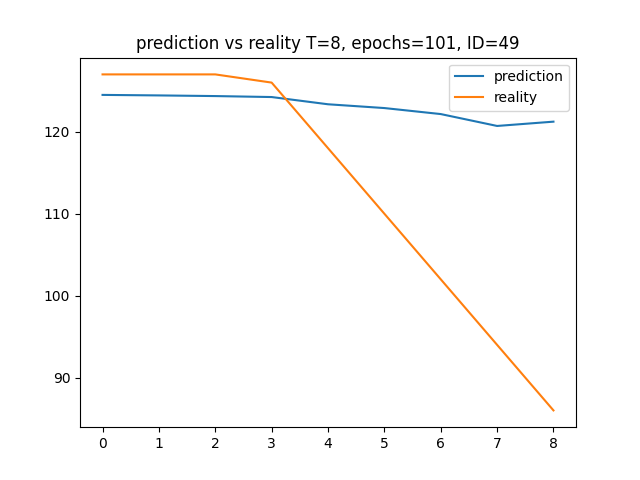 prediction vs reality T=8, epochs=101, ID=49
prediction
reality
120
110
100
90
0 1 2 3 4 5 6 7 8